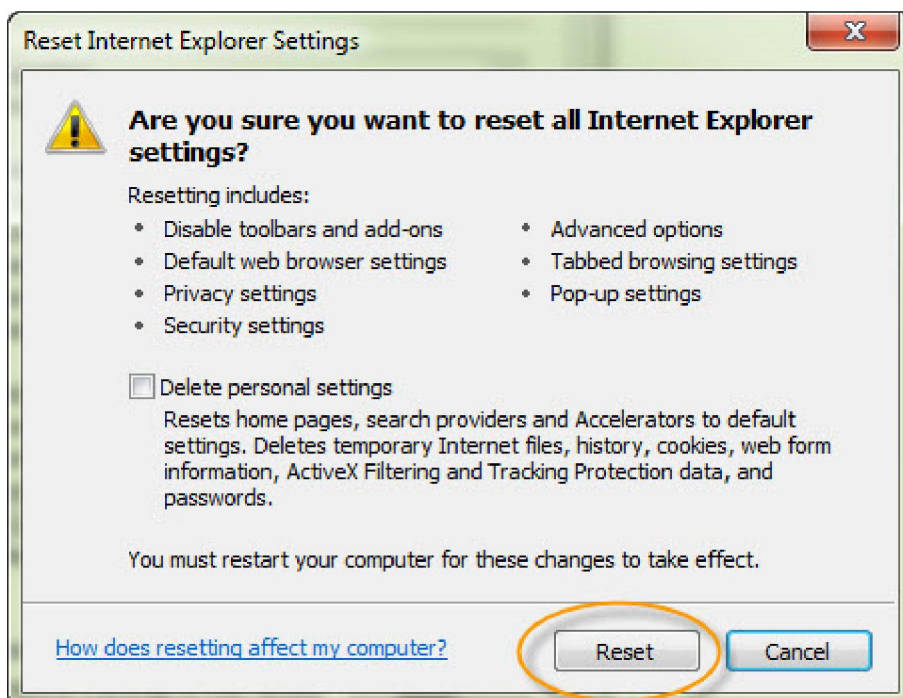 Reset Internet Explorer Settings
Are you sure you want to reset all Internet Explorer
settings?
Resetting includes:
• Disable toolbars and add-ons
• Default web browser settings
• Privacy settings
• Security settings
• Advanced options
• Tabbed browsing settings
• Pop-up settings
Delete personal settings
Resets home pages, search providers and Accelerators to default
settings. Deletes temporary Internet files, history, cookies, web form
information, ActiveX Filtering and Tracking Protection data, and
passwords.
You must restart your computer for these changes to take effect.
How does resetting affect my computer?
Reset
Cancel